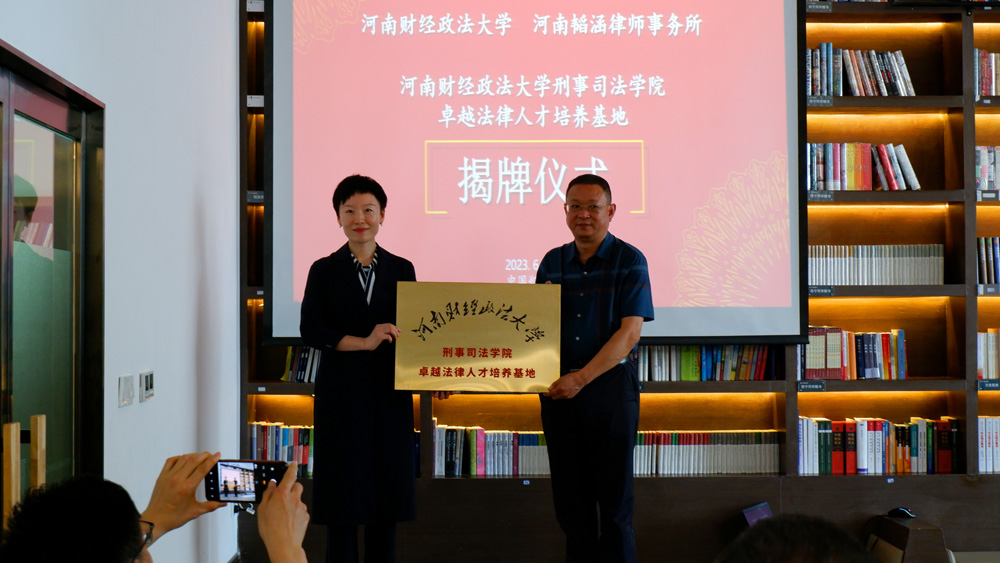 河南财经政法大学　河南韬涵律师事务所
河南财经政法大学刑事司法学院
卓越法律人才培养基地
揭牌仪式
2023. 6
河南财经政法大学
刑事司法学院
卓越法律人才培养基地